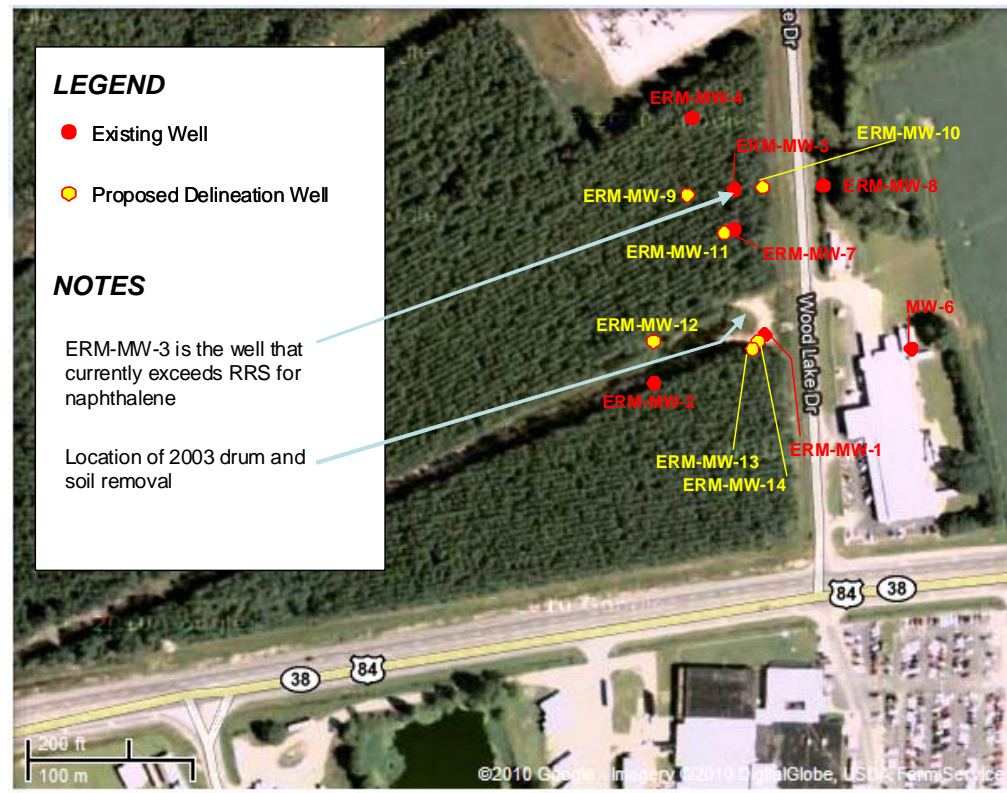 LEGEND
Existing Well
Proposed Delineation Well
NOTES
ERM-MW-3 is the well that
currently exceeds RRS for
naphthalene
Location of 2003 drum and
soil removal
ERM-MW-4
ERM-MW-10
ERM-MW-3
ERM-MW-9
ERM-MW-8
ERM-MW-11
ERM-MW-7
MW-6
ERM-MW-12
Wood Lake Dr
ERM-MW-2
ERM-MW-1
ERM-MW-13
ERM-MW-14
84
38
38
84
200 ft
100 m
©2010 Google - Imagery ©2010 DigitalGlobe, USDA Farm Service